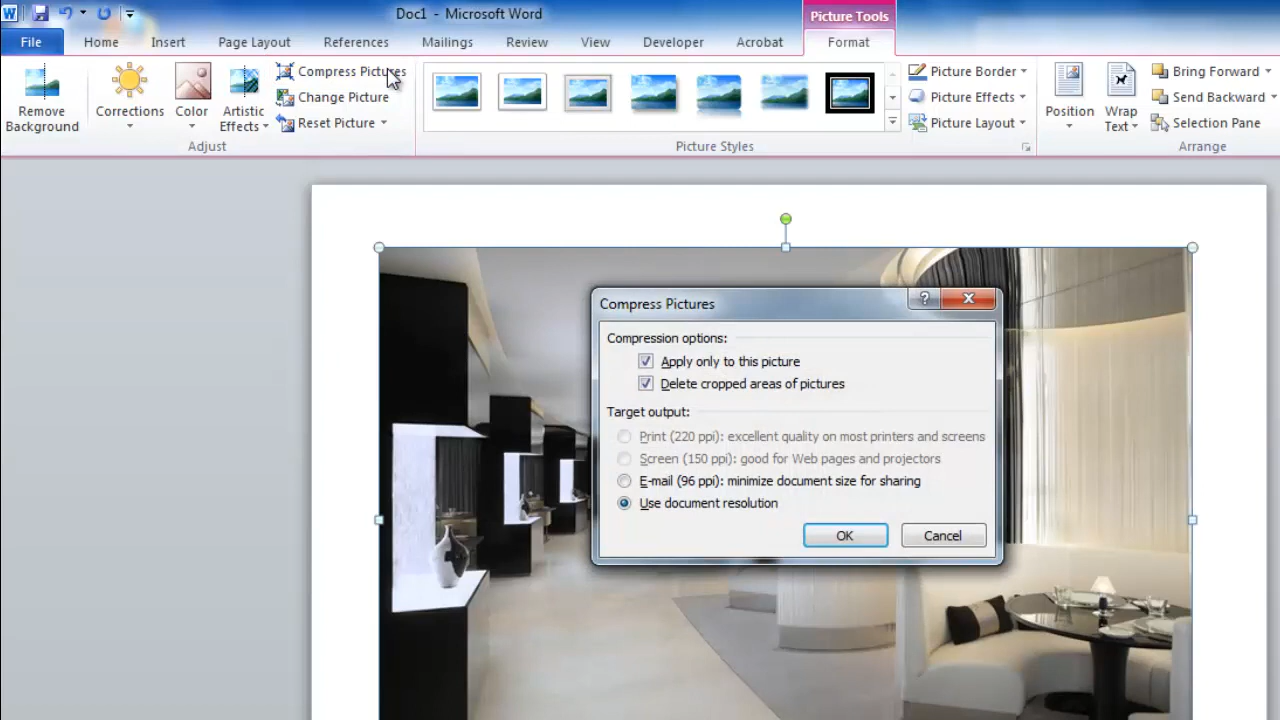 W
Doc1 - Microsoft Word
Picture Tools
File Home Insert Page Layout References Mailings Review View Developer Acrobat Format
Remove Background
Corrections
Color
Artistic Effects
Compress Pictures
Change Picture
Reset Picture
Adjust
Picture Styles
Picture Border
Picture Effects
Picture Layout
Position
Wrap Text
Bring Forward
Send Backward
Selection Pane
Arrange
Compress Pictures
?
Compression options:
Apply only to this picture
Delete cropped areas of pictures
Target output:
Print (220 ppi): excellent quality on most printers and screens
Screen (150 ppi): good for Web pages and projectors
E-mail (96 ppi): minimize document size for sharing
Use document resolution
OK Cancel